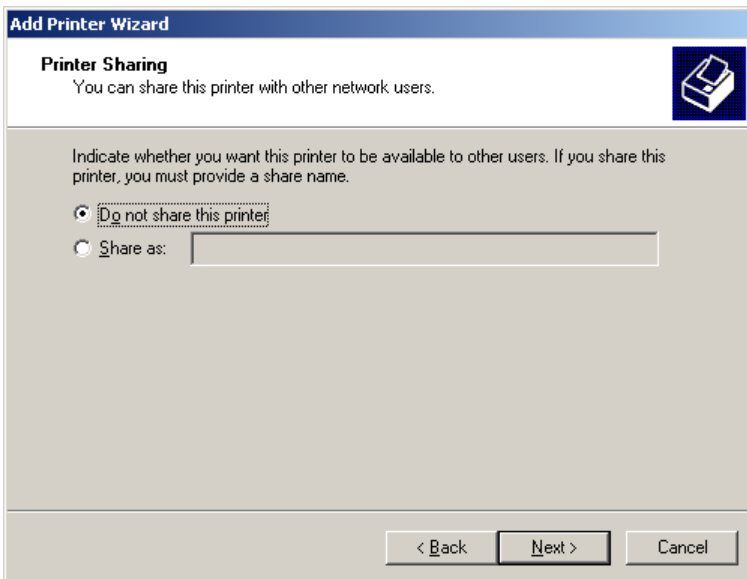 Add Printer Wizard
Printer Sharing
You can share this printer with other network users.
Indicate whether you want this printer to be available to other users. If you share this
printer, you must provide a share name.
Do not share this printer
Share as:
< Back
Next >
Cancel